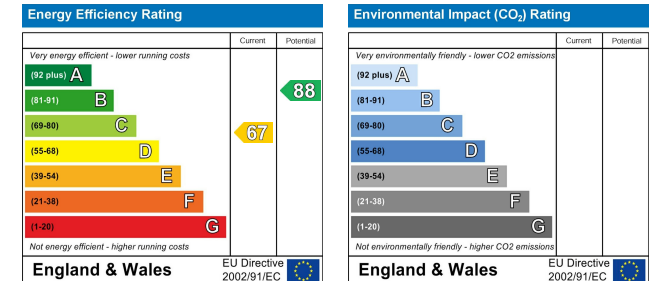 Energy Efficiency Rating
Current Potential
Very energy efficient - lower running costs
(92 plus) A
(81-91) B
(69-80) C
(55-68) D
(39-54) E
(21-38) F
(1-20) G
67
88
Not energy efficient - higher running costs
England & Wales
EU Directive
2002/91/EC
Environmental Impact (CO₂) Rating
Current Potential
Very environmentally friendly - lower CO2 emissions
(92 plus) A
(81-91) B
(69-80) C
(55-68) D
(39-54) E
(21-38) F
(1-20) G
Not environmentally friendly - higher CO2 emissions
England & Wales
EU Directive
2002/91/EC